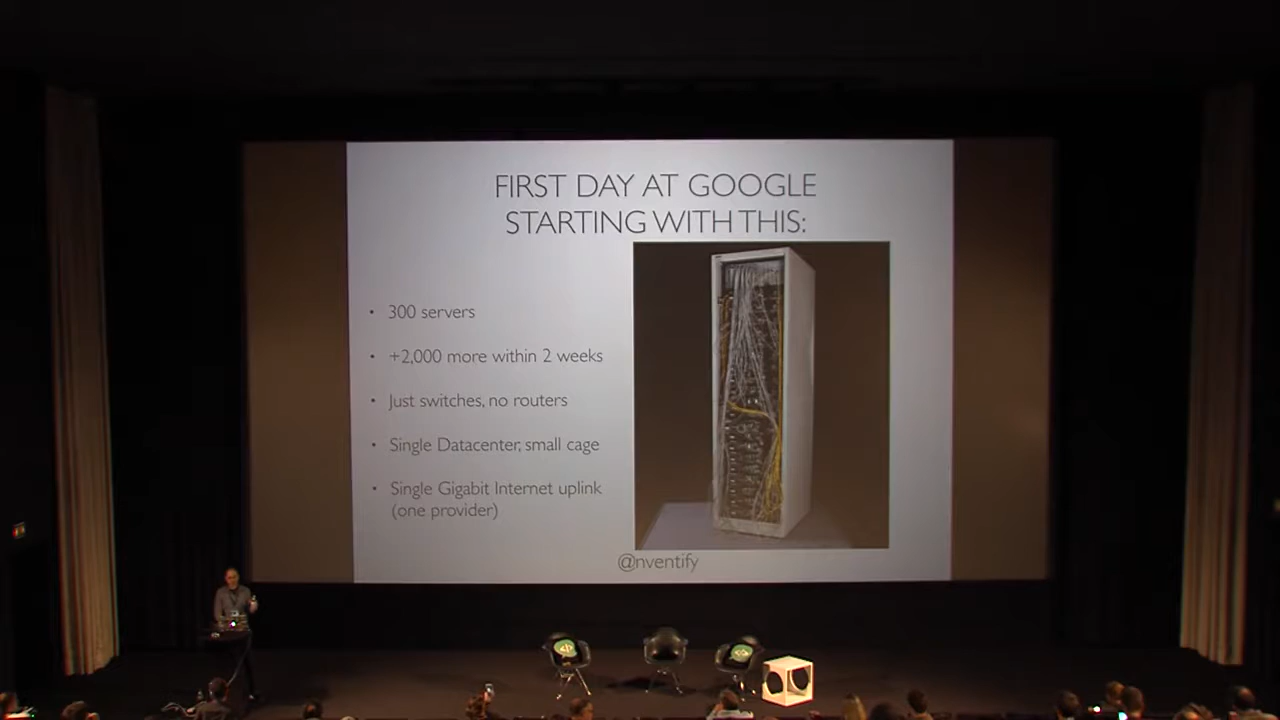 FIRST DAY AT GOOGLE
STARTING WITH THIS:
• 300 servers
• +2,000 more within 2 weeks
• Just switches, no routers
• Single Datacenter, small cage
• Single Gigabit Internet uplink
(one provider)
@nventify